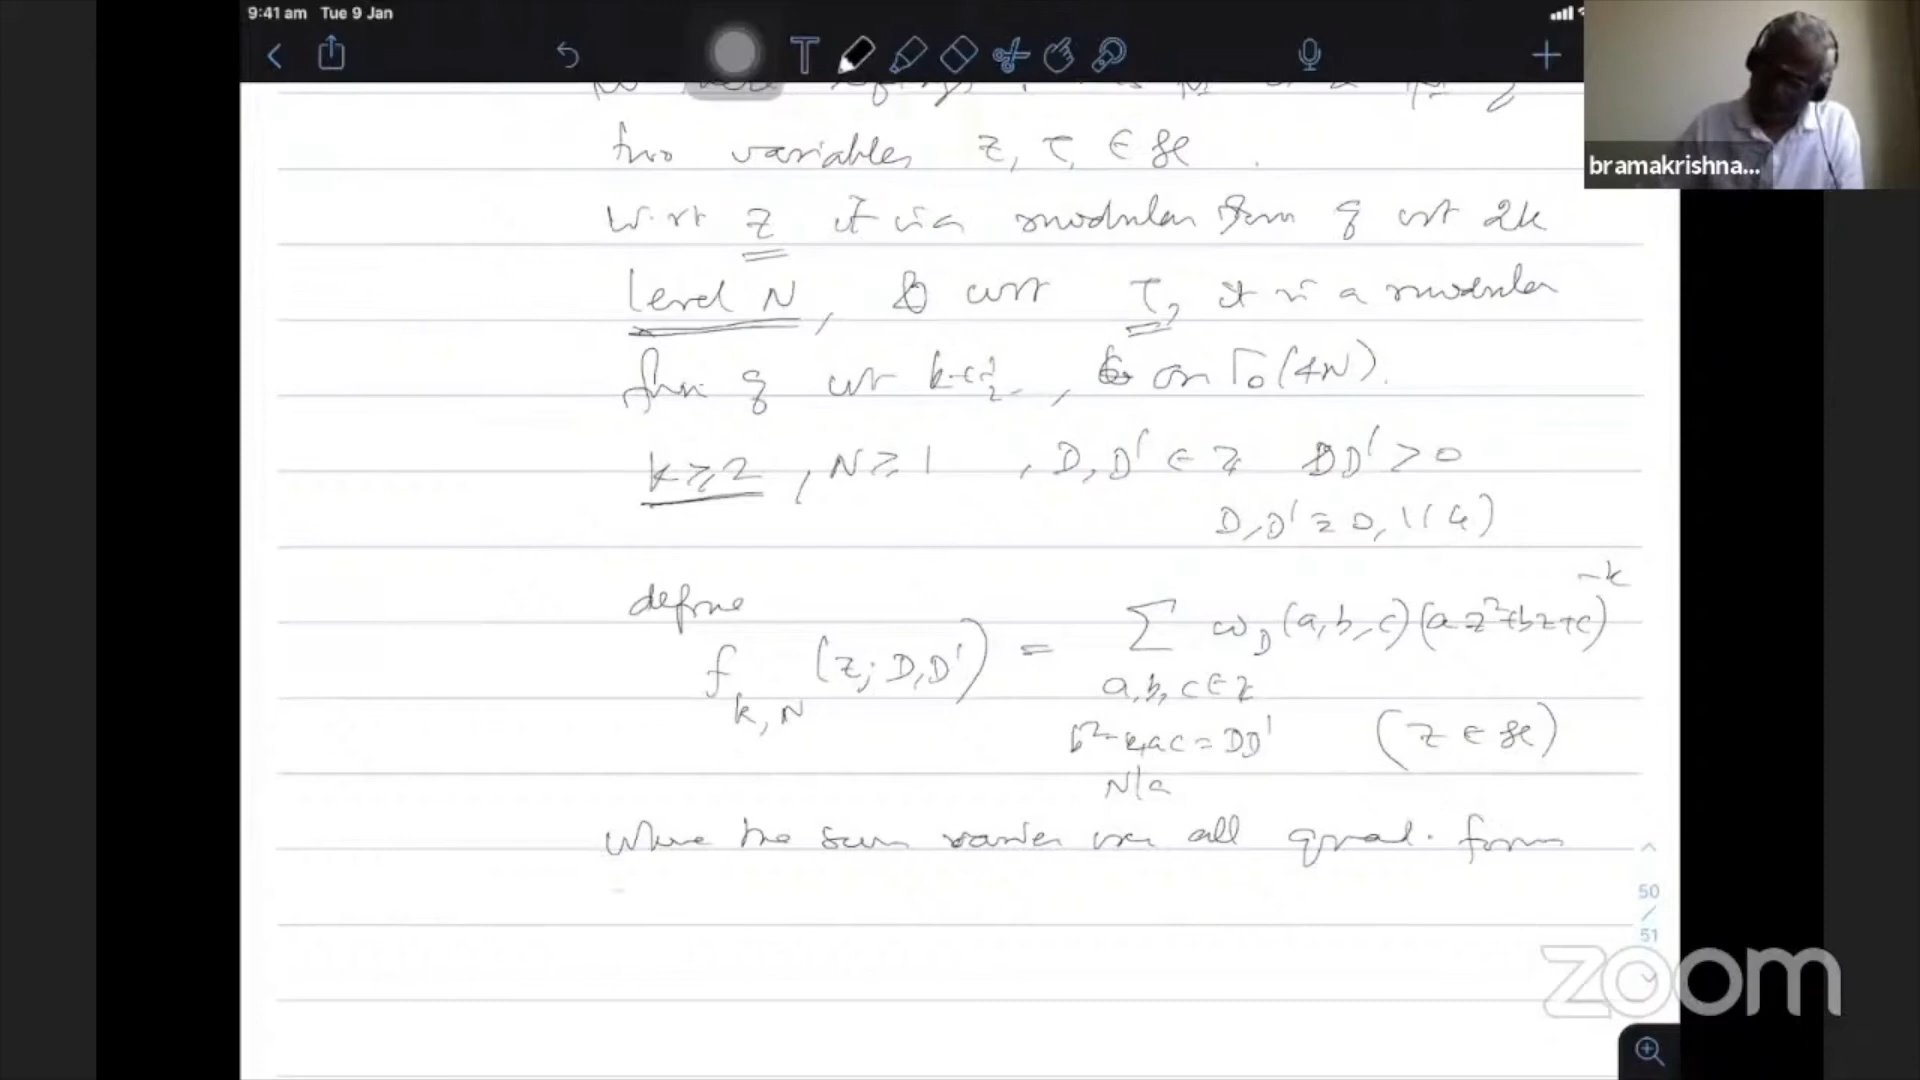 9:41 am Tue 9 Jan
bramakrishna...
two variables z, τ ∈ ℋ.
w.r.t z it is a modular form of wt 2k
level N, & wrt τ, it is a modular
form of wt k+½, on Γ₀(4N).
k ≥ 2, N ≥ 1, D, D' ∈ ℤ DD' > 0
D, D' ≡ 0, 1 (4)
define
f_{k,N} (z; D, D') = Σ ω_D (a, b, c) (az²+bz+c)^{-k}
a, b, c ∈ ℤ
b²-4ac = DD' (z ∈ ℋ)
N|a
where the sum varies over all quad. forms
50
/
51
zoom